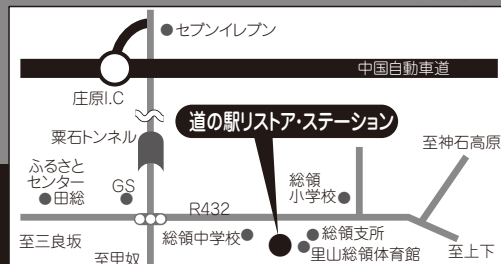 セブンイレブン
中国自動車道
庄原I.C
粟石トンネル
道の駅リストア・ステーション
至神石高原
ふるさと
センター
田総
GS
総領
小学校
R432
至三良坂
総領中学校
総領支所
里山総領体育館
至甲奴
至上下